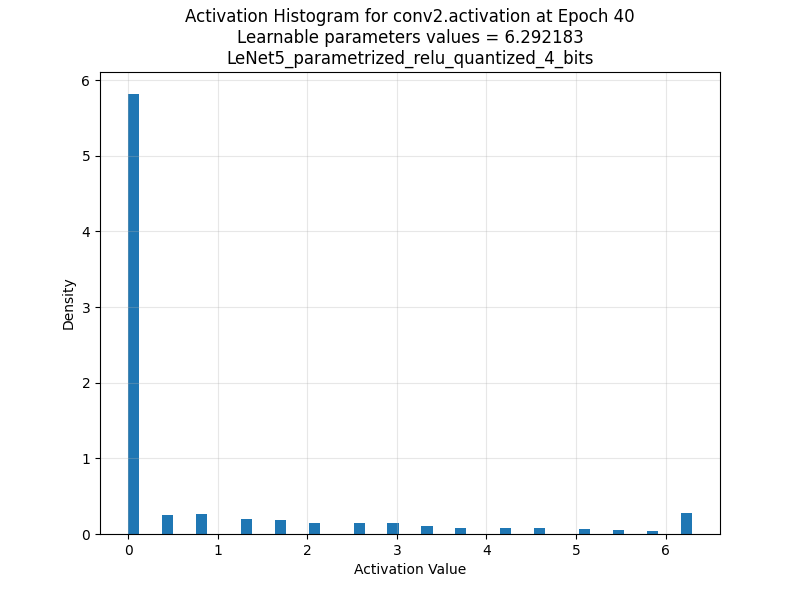 Activation Histogram for conv2.activation at Epoch 40
Learnable parameters values = 6.292183
LeNet5_parametrized_relu_quantized_4_bits
6
5
4
3
2
1
0
Density
0 1 2 3 4 5 6
Activation Value